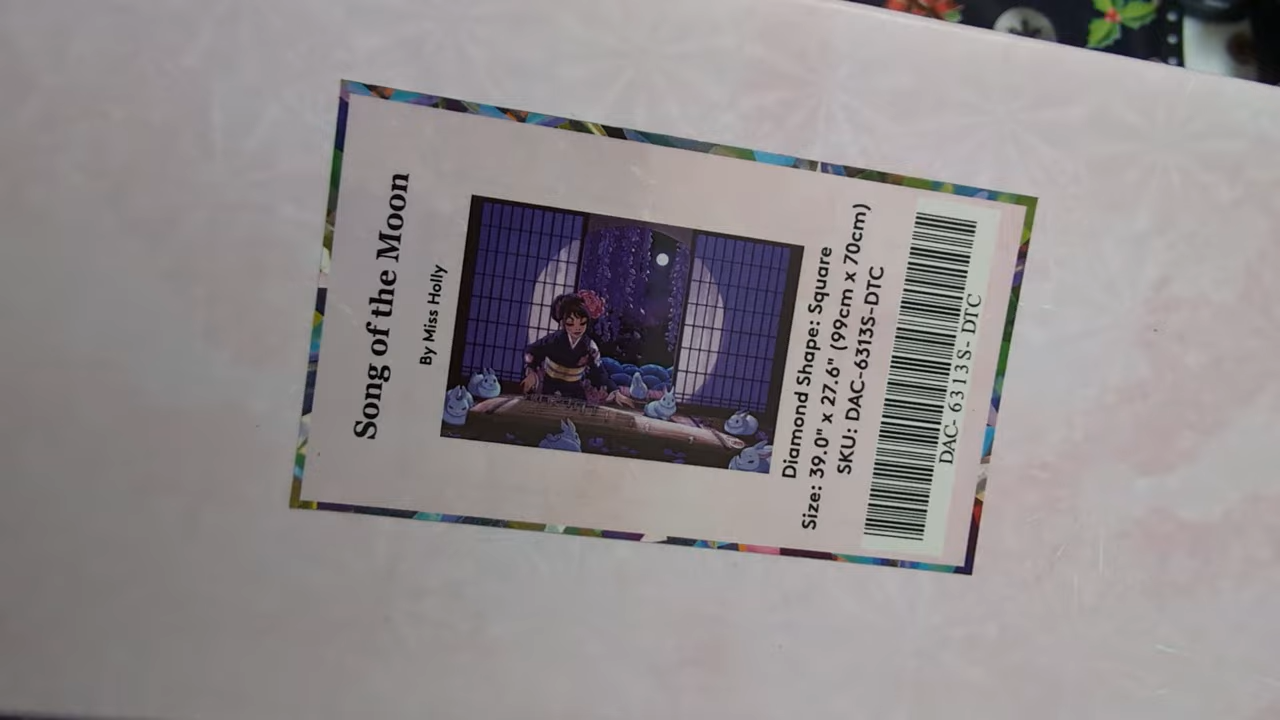 Song of the Moon
By Miss Holly
Diamond Shape: Square
Size: 39.0" x 27.6" (99cm x 70cm)
SKU: DAC-6313S-DTC
DAC- 6313S- DTC